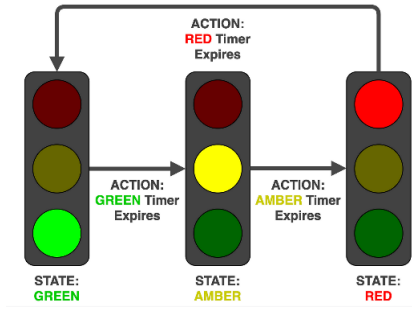 ACTION:
RED Timer
Expires
ACTION:
GREEN Timer
Expires
ACTION:
AMBER Timer
Expires
STATE:
GREEN
STATE:
AMBER
STATE:
RED